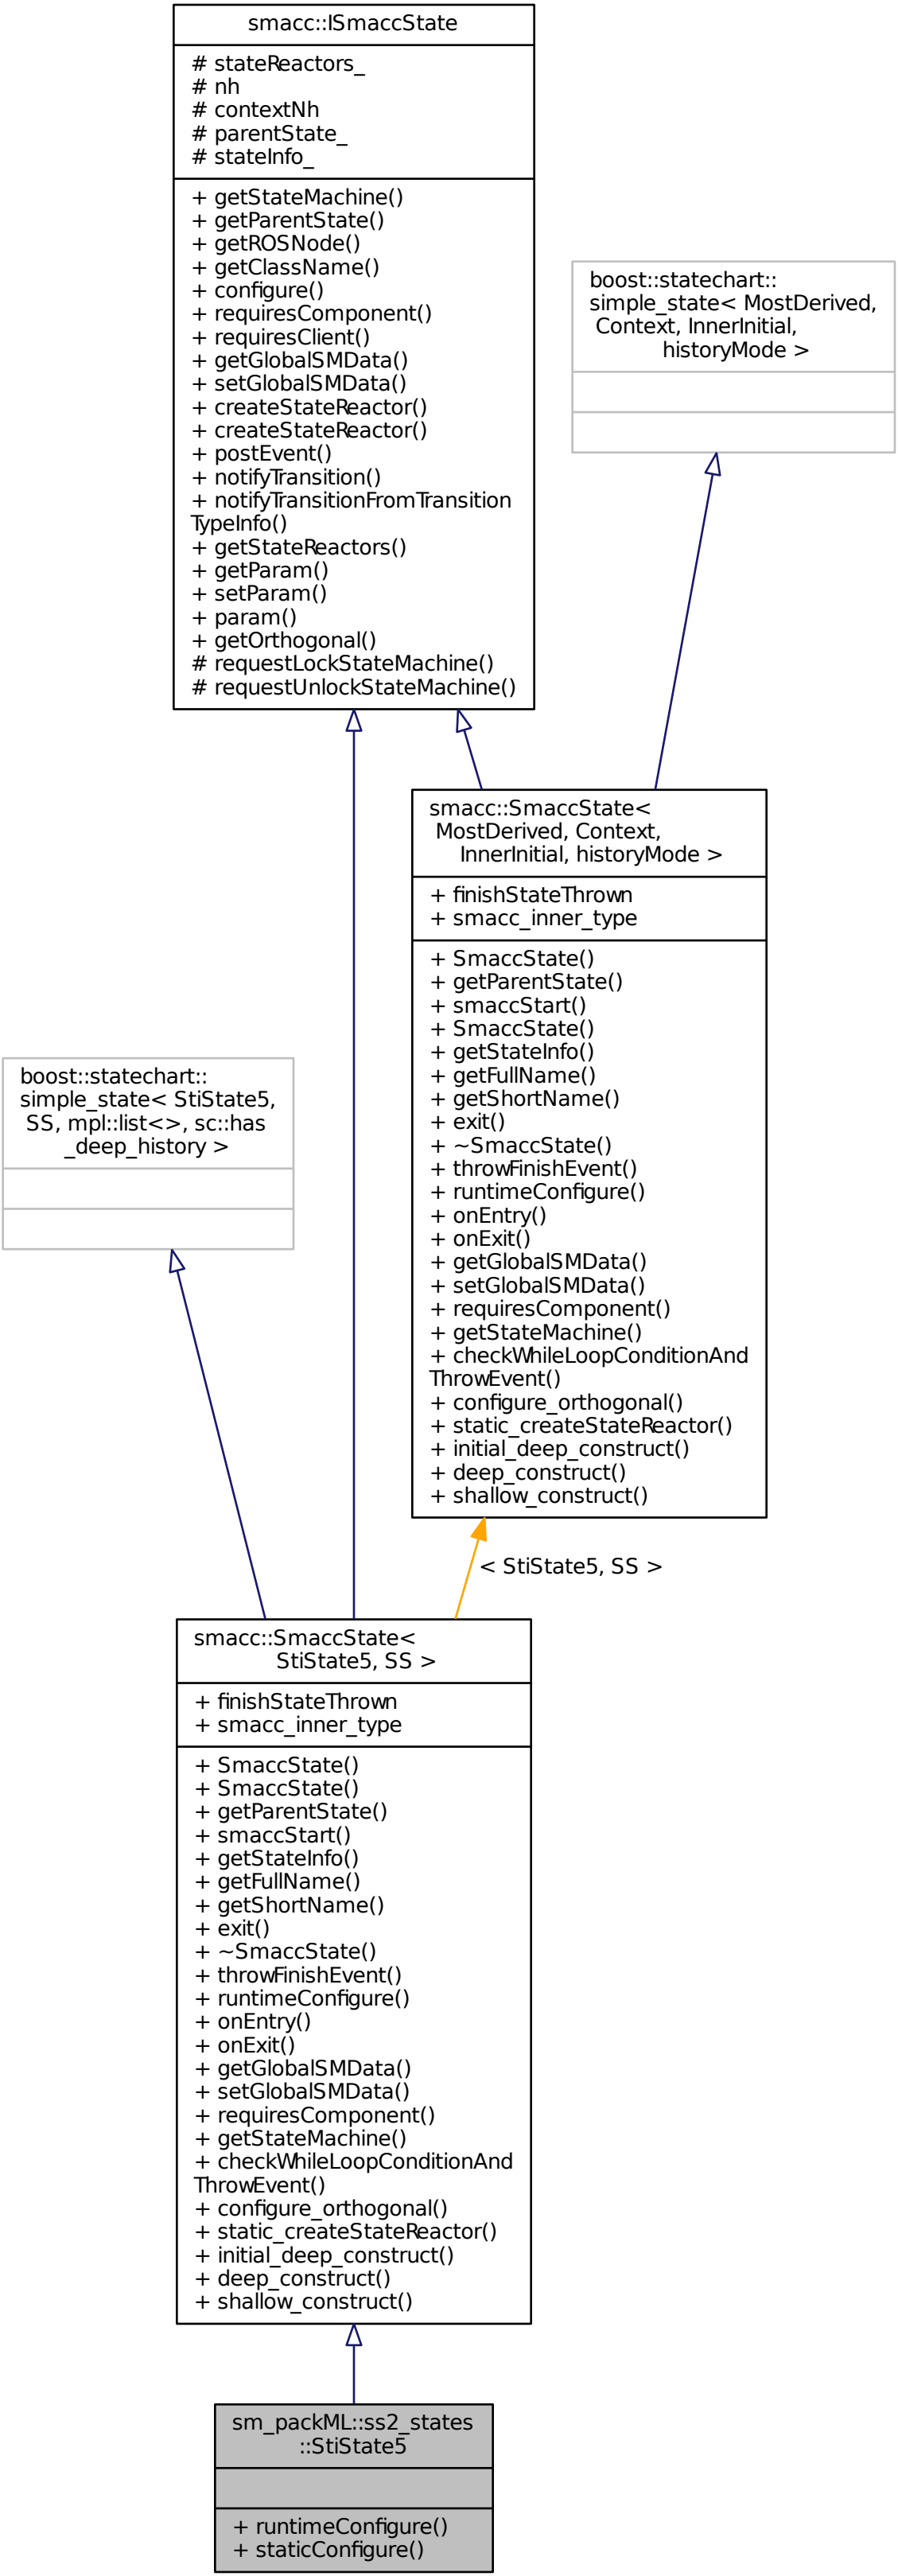 smacc::ISmaccState
# stateReactors_
# nh
# contextNh
# parentState_
# stateInfo_
+ getStateMachine()
+ getParentState()
+ getROSNode()
+ getClassName()
+ configure()
+ requiresComponent()
+ requiresClient()
+ getGlobalSMData()
+ setGlobalSMData()
+ createStateReactor()
+ createStateReactor()
+ postEvent()
+ notifyTransition()
+ notifyTransitionFromTransition
TypeInfo()
+ getStateReactors()
+ getParam()
+ setParam()
+ param()
+ getOrthogonal()
# requestLockStateMachine()
# requestUnlockStateMachine()
boost::statechart::
simple_state< MostDerived,
Context, InnerInitial,
historyMode >
smacc::SmaccState<
MostDerived, Context,
InnerInitial, historyMode >
+ finishStateThrown
+ smacc_inner_type
+ SmaccState()
+ getParentState()
+ smaccStart()
+ SmaccState()
+ getStateInfo()
+ getFullName()
+ getShortName()
+ exit()
+ ~SmaccState()
+ throwFinishEvent()
+ runtimeConfigure()
+ onEntry()
+ onExit()
+ getGlobalSMData()
+ setGlobalSMData()
+ requiresComponent()
+ getStateMachine()
+ checkWhileLoopConditionAnd
ThrowEvent()
+ configure_orthogonal()
+ static_createStateReactor()
+ initial_deep_construct()
+ deep_construct()
+ shallow_construct()
boost::statechart::
simple_state< StiState5,
SS, mpl::list<>, sc::has
_deep_history >
< StiState5, SS >
smacc::SmaccState<
StiState5, SS >
+ finishStateThrown
+ smacc_inner_type
+ SmaccState()
+ SmaccState()
+ getParentState()
+ smaccStart()
+ getStateInfo()
+ getFullName()
+ getShortName()
+ exit()
+ ~SmaccState()
+ throwFinishEvent()
+ runtimeConfigure()
+ onEntry()
+ onExit()
+ getGlobalSMData()
+ setGlobalSMData()
+ requiresComponent()
+ getStateMachine()
+ checkWhileLoopConditionAnd
ThrowEvent()
+ configure_orthogonal()
+ static_createStateReactor()
+ initial_deep_construct()
+ deep_construct()
+ shallow_construct()
sm_packML::ss2_states
::StiState5
+ runtimeConfigure()
+ staticConfigure()